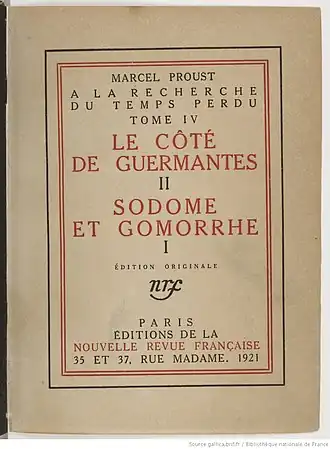 MARCEL PROUST
A LA RECHERCHE
DU TEMPS PERDU
TOME IV
LE CÔTÉ
DE GUERMANTES
II
SODOME
ET GOMORRHE
I
ÉDITION ORIGINALE
nrf
PARIS
ÉDITIONS DE LA
NOUVELLE REVUE FRANÇAISE
35 ET 37, RUE MADAME. 1921
Source gallica.bnf.fr / Bibliothèque nationale de France